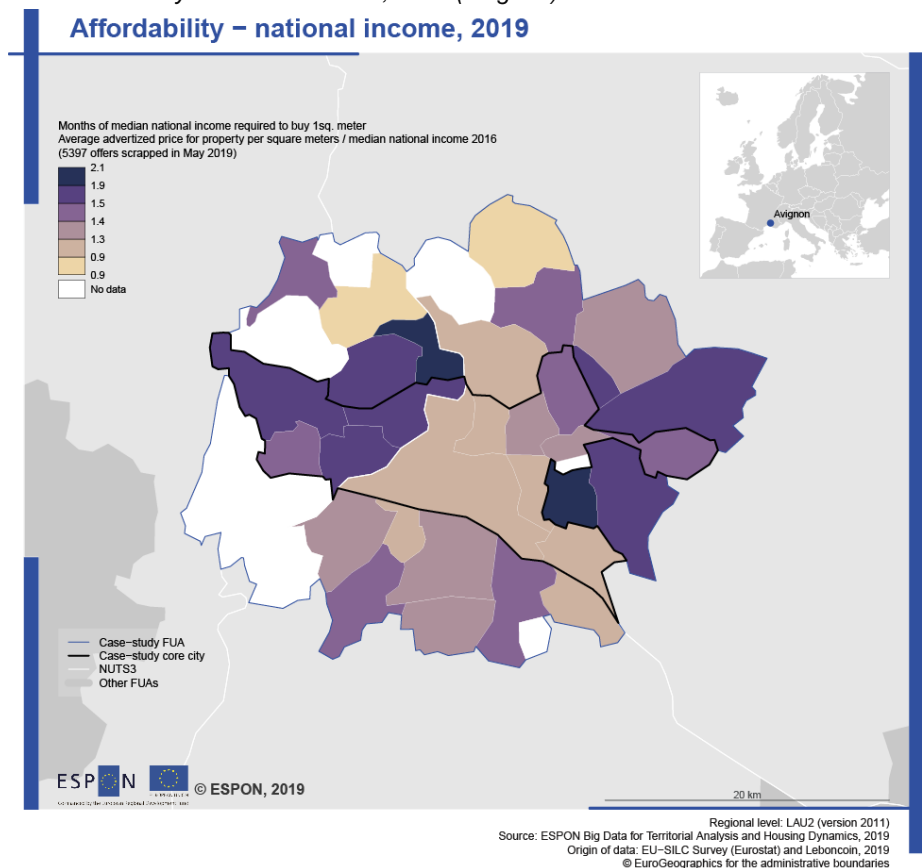 Affordability − national income, 2019
Months of median national income required to buy 1sq. meter
Average advertized price for property per square meters / median national income 2016
(5397 offers scrapped in May 2019)
2.1
1.9
1.5
1.4
1.3
0.9
0.9
No data
Avignon
Case−study FUA
Case−study core city
NUTS3
Other FUAs
ESPON
© ESPON, 2019
20 km
Regional level: LAU2 (version 2011)
Source: ESPON Big Data for Territorial Analysis and Housing Dynamics, 2019
Origin of data: EU−SILC Survey (Eurostat) and Leboncoin, 2019
© EuroGeographics for the administrative boundaries